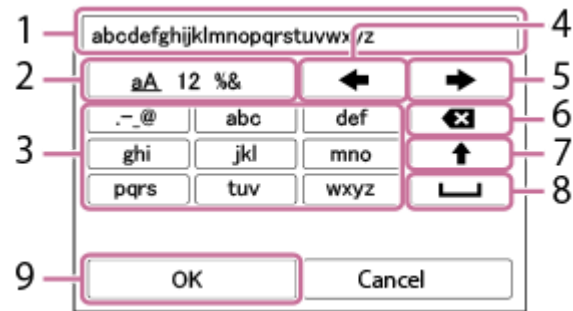 1 abcdefghijklmnopqrstuvwxyz 4
2 aA 12 %& 5
.-_@ abc def 6
3 ghi jkl mno 7
pqrs tuv wxyz 8
9 OK Cancel